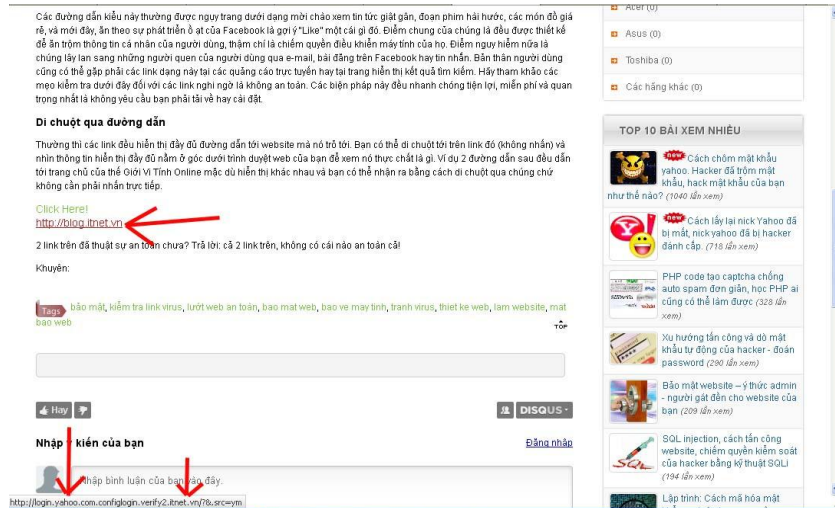 Các đường dẫn kiểu này thường được ngụy trang dưới dạng mời chào xem tin tức giật gân, đoạn phim hài hước, các món đồ giá
rẻ, và mới đây, ăn theo sự phát triển ồ ạt của Facebook là gợi ý "Like" một cái gì đó. Điểm chung của chúng là đều được thiết kế
để ăn trộm thông tin cá nhân của người dùng, thậm chí là chiếm quyền điều khiển máy tính của họ. Điểm nguy hiểm nữa là
chúng lây lan sang những người quen của người dùng qua e-mail, bài đăng trên Facebook hay tin nhắn. Bản thân người dùng
cũng có thể gặp phải các link dạng này tại các quảng cáo trực tuyến hay tại trang hiển thị kết quả tìm kiếm. Hãy tham khảo các
mẹo kiểm tra dưới đây đối với các link nghi ngờ là không an toàn. Các biện pháp này đều nhanh chóng tiện lợi, miễn phí và quan
trọng nhất là không yêu cầu bạn phải tải về hay cài đặt.
Di chuột qua đường dẫn
Thường thì các link đều hiển thị đầy đủ đường dẫn tới website mà nó trỏ tới. Bạn có thể di chuột tới trên link đó (không nhấn) và
nhìn thông tin hiển thị đầy đủ nằm ở góc dưới trình duyệt web của bạn để xem nó thực chất là gì. Ví dụ 2 đường dẫn sau đều dẫn
tới trang chủ của thế Giới Vi Tính Online mặc dù hiển thị khác nhau và bạn có thể nhận ra bằng cách di chuột qua chúng chứ
không cần phải nhấn trực tiếp.
Click Here!
http://blog.itnet.vn
2 link trên đã thuật sự an toàn chưa? Trả lời: cả 2 link trên, không có cái nào an toàn cả!
Khuyên:
Tags bảo mật, kiểm tra link virus, lướt web an toàn, bao mat web, bao ve may tinh, tranh virus, thiet ke web, lam website, mat
bao web
TOP
Hay
DISQUS
Nhập ý kiến của bạn
Đăng nhập
Nhập bình luận của bạn vào đây.
http://login.yahoo.com.configlogin.verify2.itnet.vn/?&.src=ym
Acer (0)
Asus (0)
Toshiba (0)
Các hãng khác (0)
TOP 10 BÀI XEM NHIỀU
new Cách chôm mật khẩu
yahoo. Hacker đã trộm mật
khẩu, hack mật khẩu của bạn
như thế nào? (1040 lần xem)
new Cách lấy lại nick Yahoo đã
bị mất, nick yahoo đã bị hacker
đánh cắp. (718 lần xem)
PHP code tạo captcha chống
auto spam đơn giản, học PHP ai
cũng có thể làm được (328 lần
xem)
Xu hướng tấn công và dò mật
khẩu tự động của hacker - đoán
password (290 lần xem)
Bảo mật website – ý thức admin
- người gát đền cho website của
bạn (209 lần xem)
SQL injection, cách tấn công
website, chiếm quyền kiểm soát
của hacker bằng kỹ thuật SQLi
(194 lần xem)
Lập trình: Cách mã hóa mật